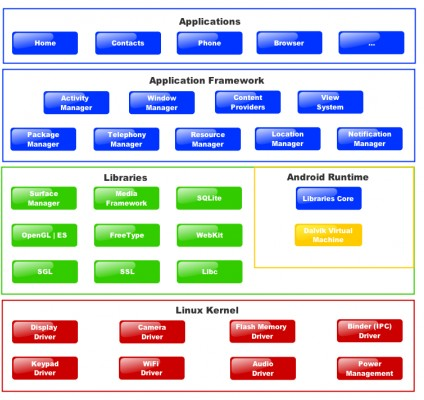 Applications
Home
Contacts
Phone
Browser
...
Application Framework
Activity
Manager
Window
Manager
Content
Providers
View
System
Package
Manager
Telephony
Manager
Resource
Manager
Location
Manager
Notification
Manager
Libraries
Surface
Manager
Media
Framework
SQLite
OpenGL | ES
FreeType
WebKit
SGL
SSL
Libc
Android Runtime
Libraries Core
Dalvik Virtual
Machine
Linux Kernel
Display
Driver
Camera
Driver
Flash Memory
Driver
Binder (IPC)
Driver
Keypad
Driver
WiFi
Driver
Audio
Driver
Power
Management